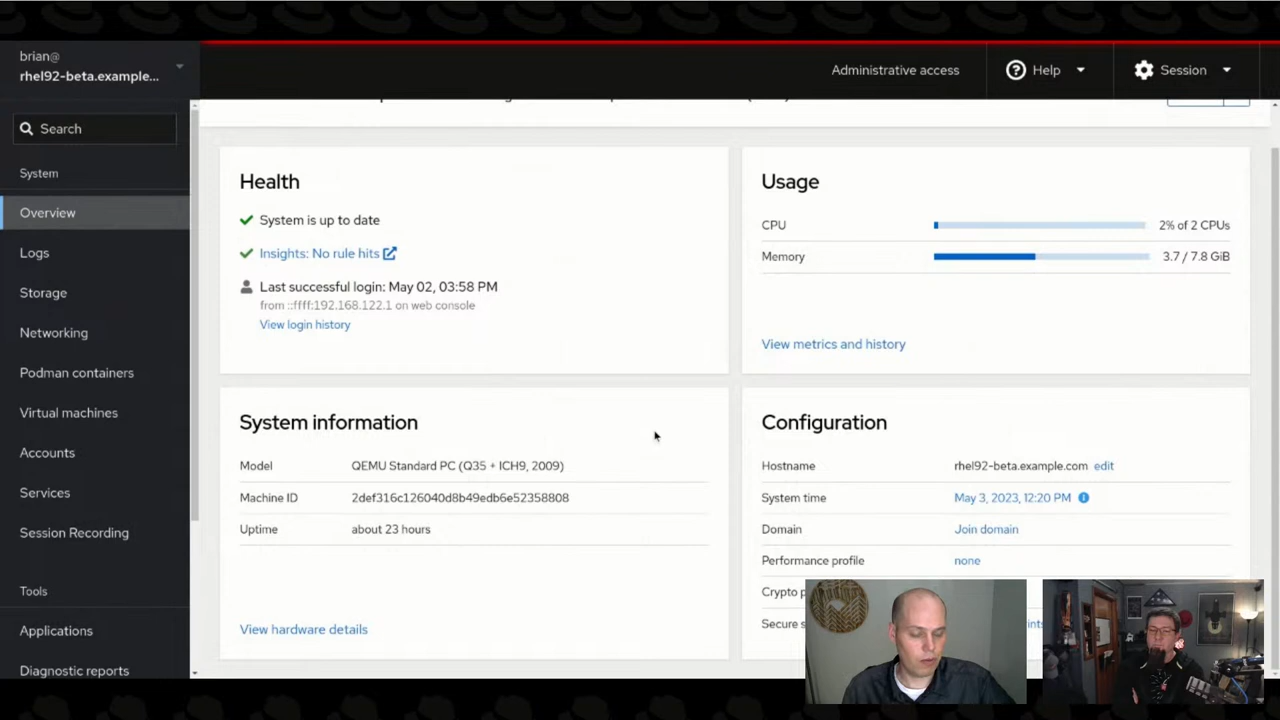 brian@
rhel92-beta.example...
Administrative access
Help
Session
Search
System
Overview
Logs
Storage
Networking
Podman containers
Virtual machines
Accounts
Services
Session Recording
Tools
Applications
Diagnostic reports
Health
System is up to date
Insights: No rule hits
Last successful login: May 02, 03:58 PM
from ::ffff:192.168.122.1 on web console
View login history
Usage
CPU 2% of 2 CPUs
Memory 3.7 / 7.8 GiB
View metrics and history
System information
Model QEMU Standard PC (Q35 + ICH9, 2009)
Machine ID 2def316c126040d8b49edb6e52358808
Uptime about 23 hours
View hardware details
Configuration
Hostname rhel92-beta.example.com edit
System time May 3, 2023, 12:20 PM
Domain Join domain
Performance profile none
Crypto p
Secure s